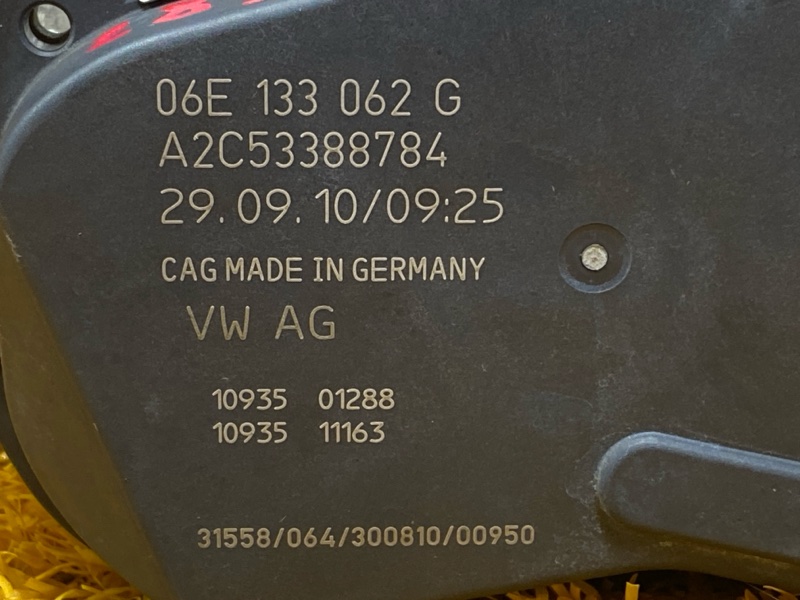 06E 133 062 G
A2C53388784
29.09.10/09:25
CAG MADE IN GERMANY
VW AG
10935 01288
10935 11163
31558/064/300810/00950